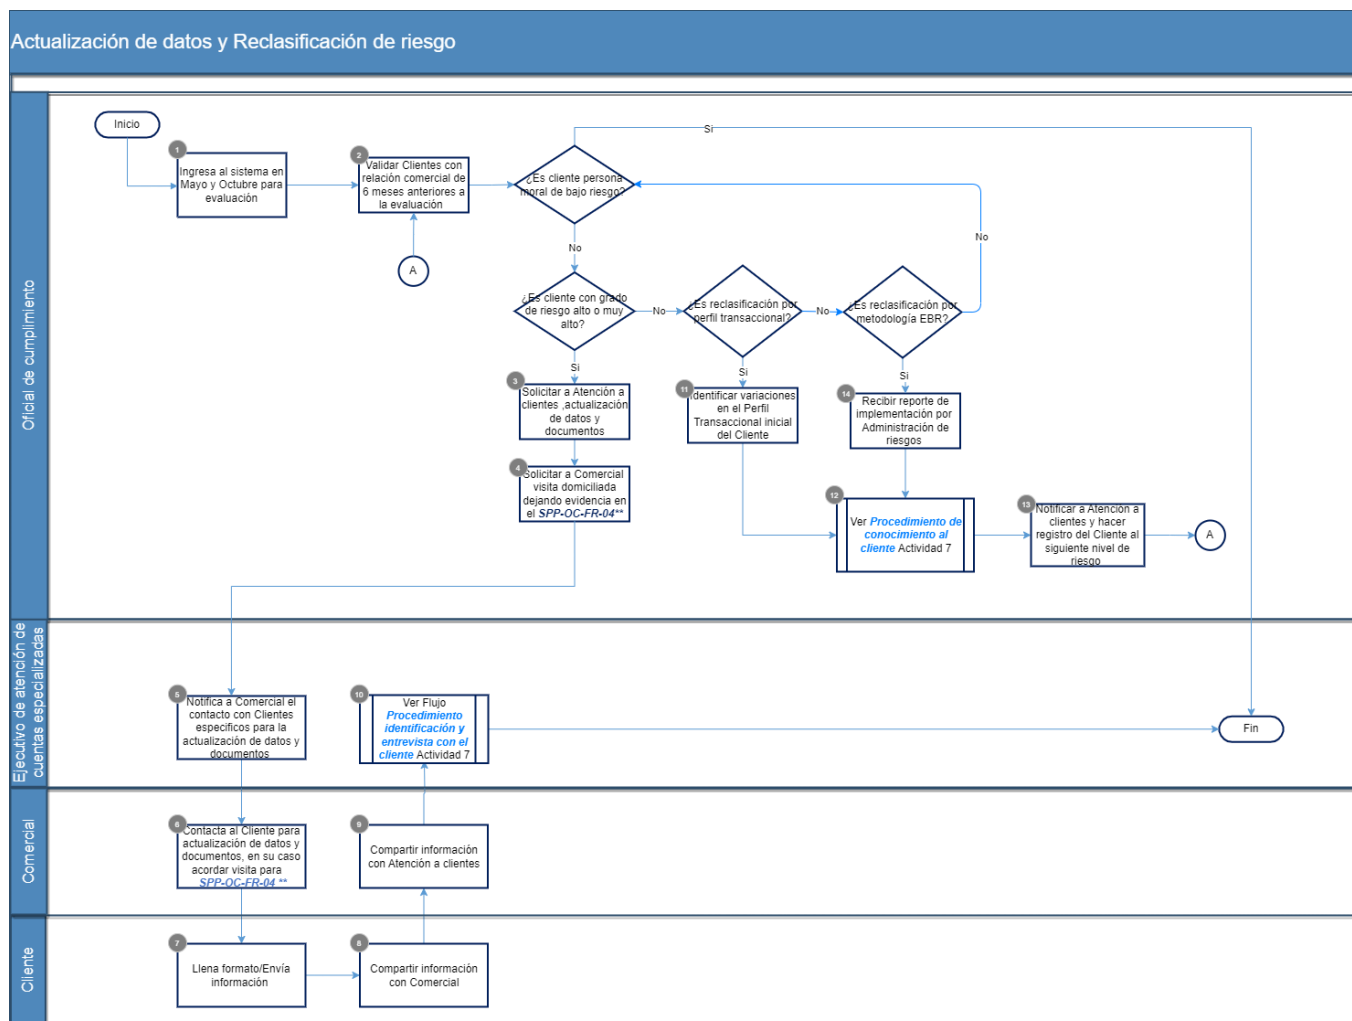 Actualización de datos y Reclasificación de riesgo
Oficial de cumplimiento
Inicio
1
Ingresa al sistema en
Mayo y Octubre para
evaluación
2
Validar Clientes con
relación comercial de
6 meses anteriores a
la evaluación
A
¿Es cliente persona
moral de bajo riesgo?
Si
No
¿Es cliente con grado
de riesgo alto o muy
alto?
No
¿Es reclasificación por
perfil transaccional?
No
¿Es reclasificación por
metodología EBR?
No
Si
Si
Si
3
Solicitar a Atención a
clientes ,actualización
de datos y
documentos
4
Solicitar a Comercial
visita domiciliada
dejando evidencia en
el SPP-OC-FR-04**
11
Identificar variaciones
en el Perfil
Transaccional inicial
del Cliente
14
Recibir reporte de
implementación por
Administración de
riesgos
12
Ver Procedimiento de
conocimiento al
cliente Actividad 7
13
Notificar a Atención a
clientes y hacer
registro del Cliente al
siguiente nivel de
riesgo
A
Ejecutivo de atención de
cuentas especializadas
5
Notifica a Comercial el
contacto con Clientes
especificos para la
actualización de datos y
documentos
10
Ver Flujo
Procedimiento
identificación y
entrevista con el
cliente Actividad 7
Fin
Comercial
6
Contacta al Cliente para
actualización de datos y
documentos, en su caso
acordar visita para
SPP-OC-FR-04 **
9
Compartir información
con Atención a clientes
Cliente
7
Llena formato/Envía
información
8
Compartir información
con Comercial